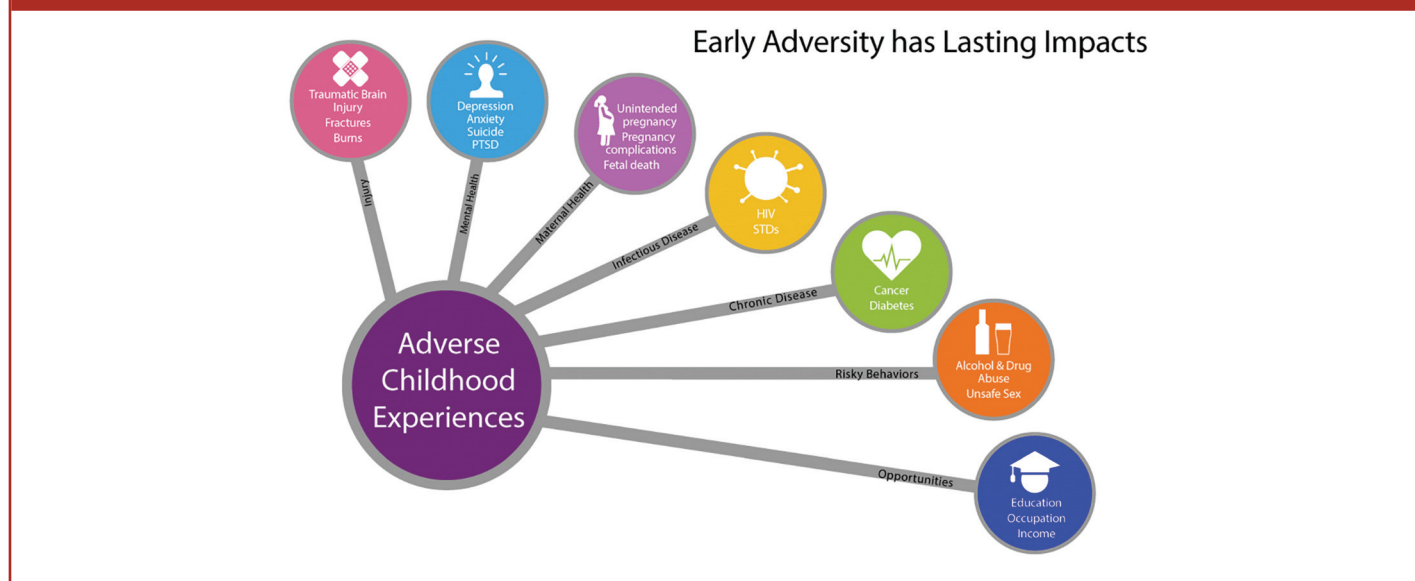 Early Adversity has Lasting Impacts
Traumatic Brain
Injury
Fractures
Burns
Injury
Depression
Anxiety
Suicide
PTSD
Mental Health
Unintended
pregnancy
Pregnancy
complications
Fetal death
Maternal Health
HIV
STDs
Infectious Disease
Cancer
Diabetes
Chronic Disease
Alcohol & Drug
Abuse
Unsafe Sex
Risky Behaviors
Education
Occupation
Income
Opportunities
Adverse
Childhood
Experiences